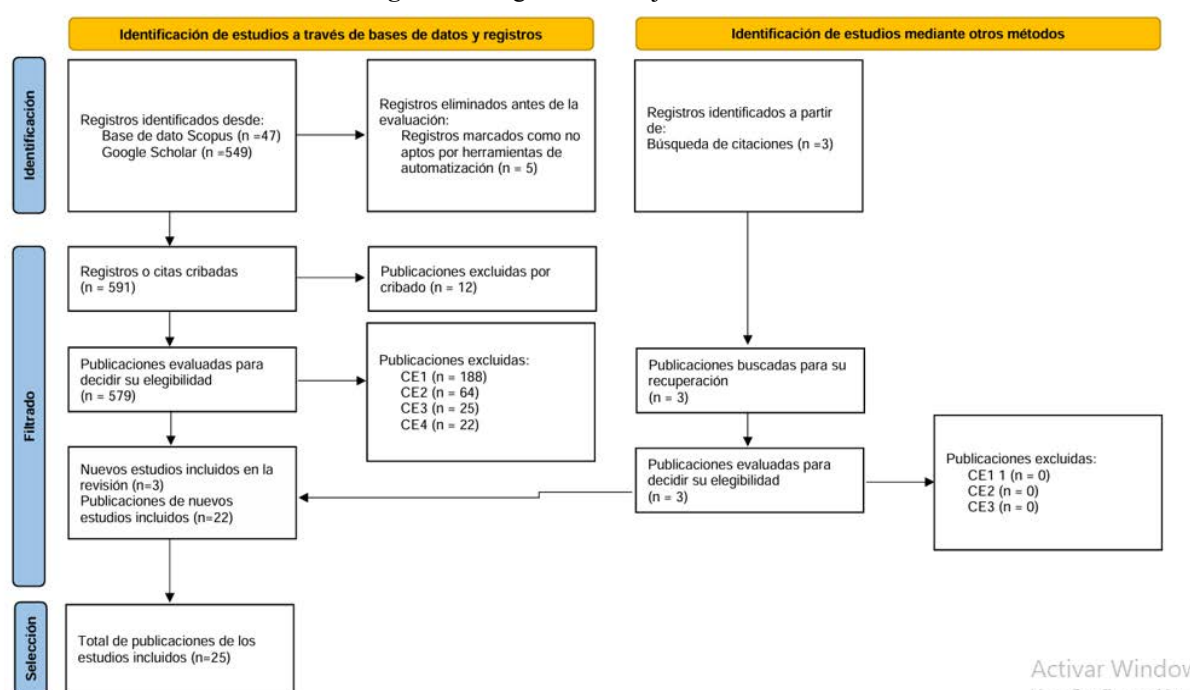 Identificación de estudios a través de bases de datos y registros
Identificación de estudios mediante otros métodos
Identificación
Registros identificados desde:
Base de dato Scopus (n =47)
Google Scholar (n =549)
Registros eliminados antes de la
evaluación:
Registros marcados como no
aptos por herramientas de
automatización (n = 5)
Registros identificados a partir
de:
Búsqueda de citaciones (n =3)
Filtrado
Registros o citas cribadas
(n = 591)
Publicaciones excluidas por
cribado (n = 12)
Publicaciones evaluadas para
decidir su elegibilidad
(n = 579)
Publicaciones excluidas:
CE1 (n = 188)
CE2 (n = 64)
CE3 (n = 25)
CE4 (n = 22)
Publicaciones buscadas para su
recuperación
(n = 3)
Nuevos estudios incluidos en la
revisión (n=3)
Publicaciones de nuevos
estudios incluidos (n=22)
Publicaciones evaluadas para
decidir su elegibilidad
(n = 3)
Publicaciones excluidas:
CE1 1 (n = 0)
CE2 (n = 0)
CE3 (n = 0)
Selección
Total de publicaciones de los
estudios incluidos (n=25)
Activar Window